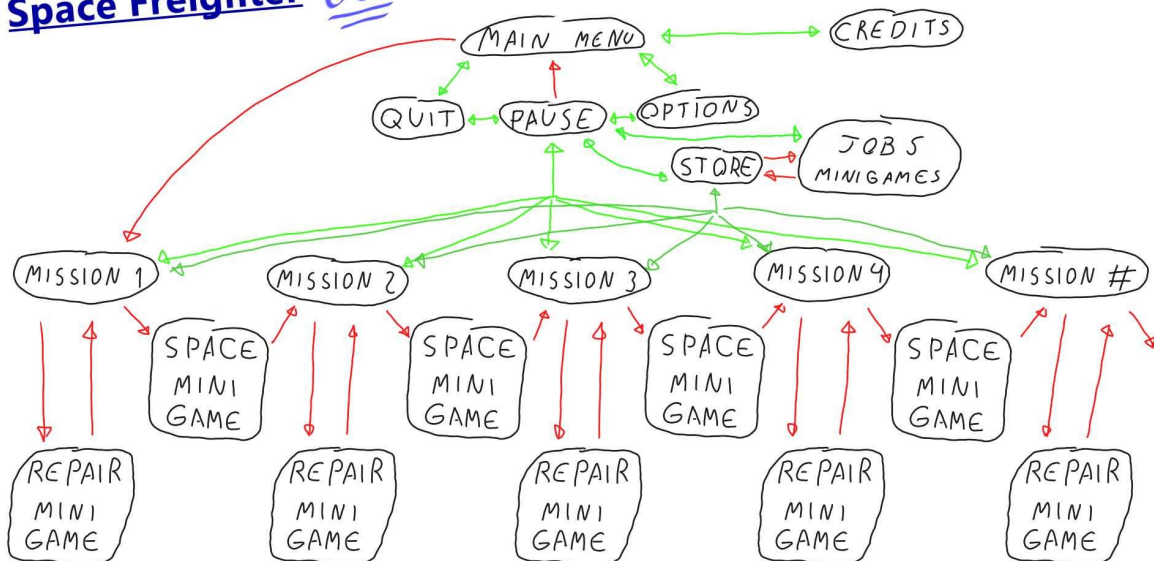 Space Freighter
MAIN MENU
CREDITS
QUIT
PAUSE
OPTIONS
STORE
JOBS
MINIGAMES
MISSION 1
MISSION 2
MISSION 3
MISSION 4
MISSION #
SPACE
MINI
GAME
SPACE
MINI
GAME
SPACE
MINI
GAME
SPACE
MINI
GAME
REPAIR
MINI
GAME
REPAIR
MINI
GAME
REPAIR
MINI
GAME
REPAIR
MINI
GAME
REPAIR
MINI
GAME